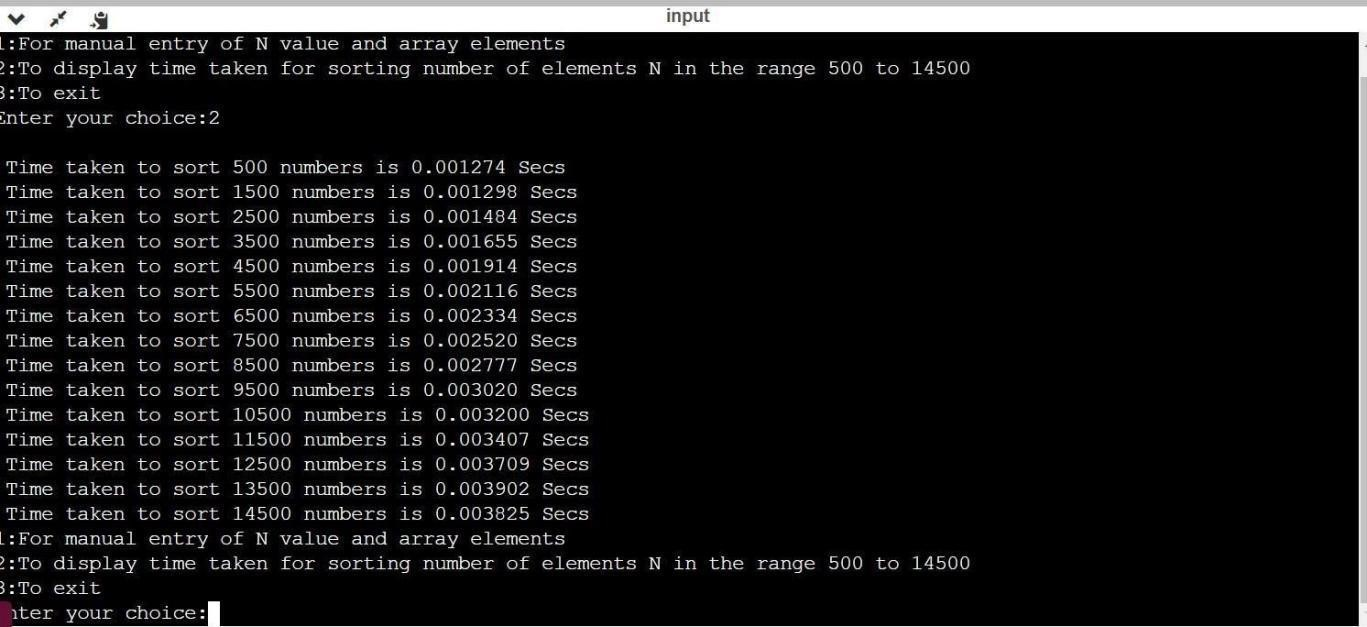 input
1:For manual entry of N value and array elements
2:To display time taken for sorting number of elements N in the range 500 to 14500
3:To exit
Enter your choice:2
Time taken to sort 500 numbers is 0.001274 Secs
Time taken to sort 1500 numbers is 0.001298 Secs
Time taken to sort 2500 numbers is 0.001484 Secs
Time taken to sort 3500 numbers is 0.001655 Secs
Time taken to sort 4500 numbers is 0.001914 Secs
Time taken to sort 5500 numbers is 0.002116 Secs
Time taken to sort 6500 numbers is 0.002334 Secs
Time taken to sort 7500 numbers is 0.002520 Secs
Time taken to sort 8500 numbers is 0.002777 Secs
Time taken to sort 9500 numbers is 0.003020 Secs
Time taken to sort 10500 numbers is 0.003200 Secs
Time taken to sort 11500 numbers is 0.003407 Secs
Time taken to sort 12500 numbers is 0.003709 Secs
Time taken to sort 13500 numbers is 0.003902 Secs
Time taken to sort 14500 numbers is 0.003825 Secs
1:For manual entry of N value and array elements
2:To display time taken for sorting number of elements N in the range 500 to 14500
3:To exit
nter your choice: